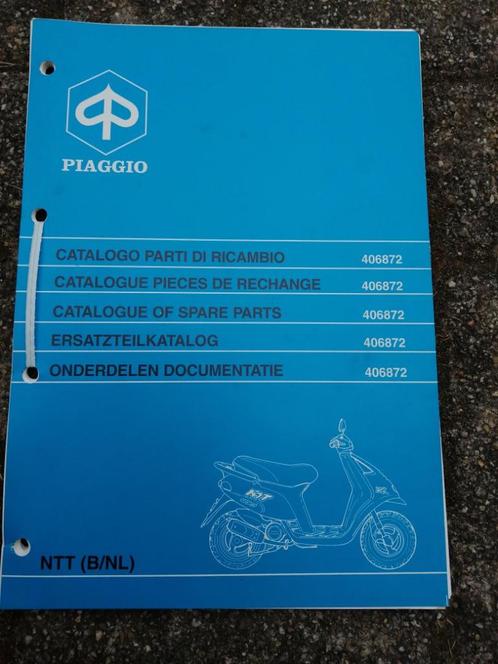 PIAGGIO
CATALOGO PARTI DI RICAMBIO 406872
CATALOGUE PIECES DE RECHANGE 406872
CATALOGUE OF SPARE PARTS 406872
ERSATZTEILKATALOG 406872
ONDERDELEN DOCUMENTATIE 406872
NTT
NTT (B/NL)